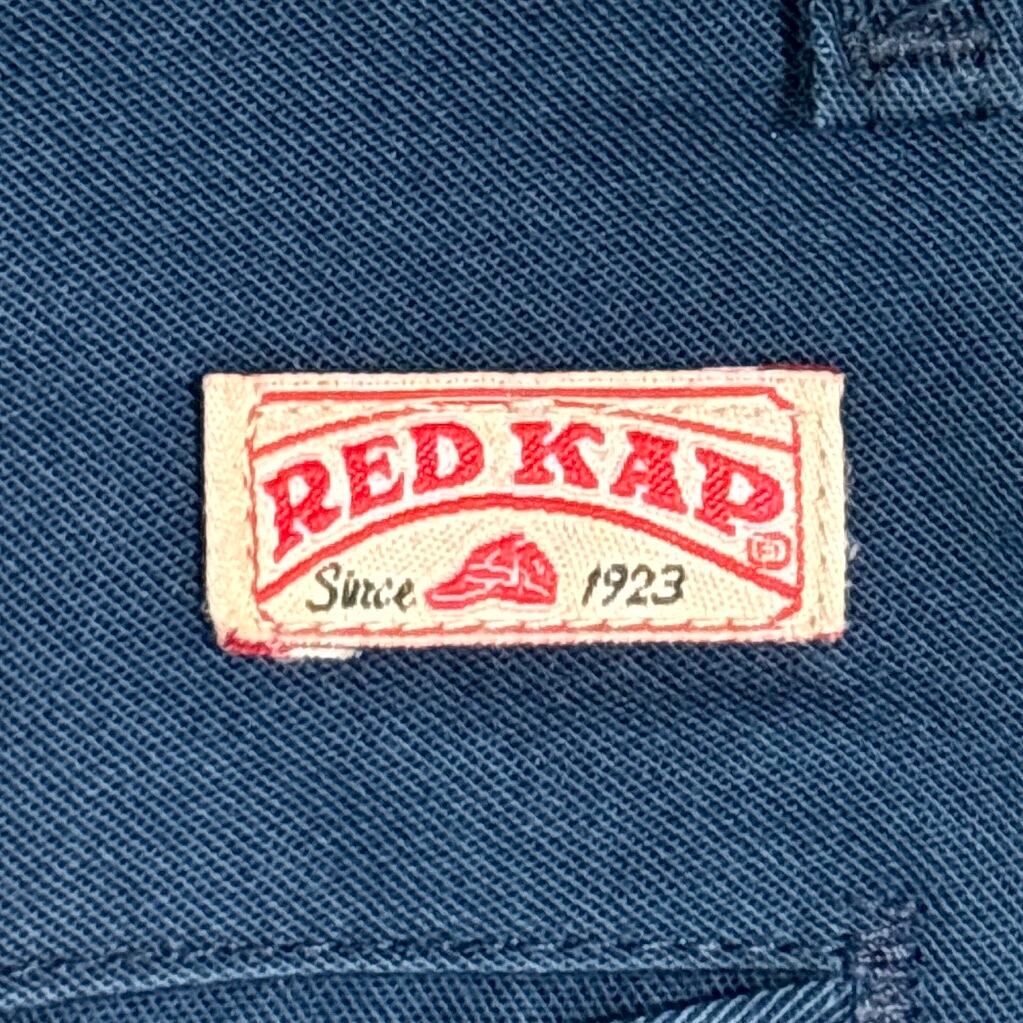 RED KAP®
Since 1923